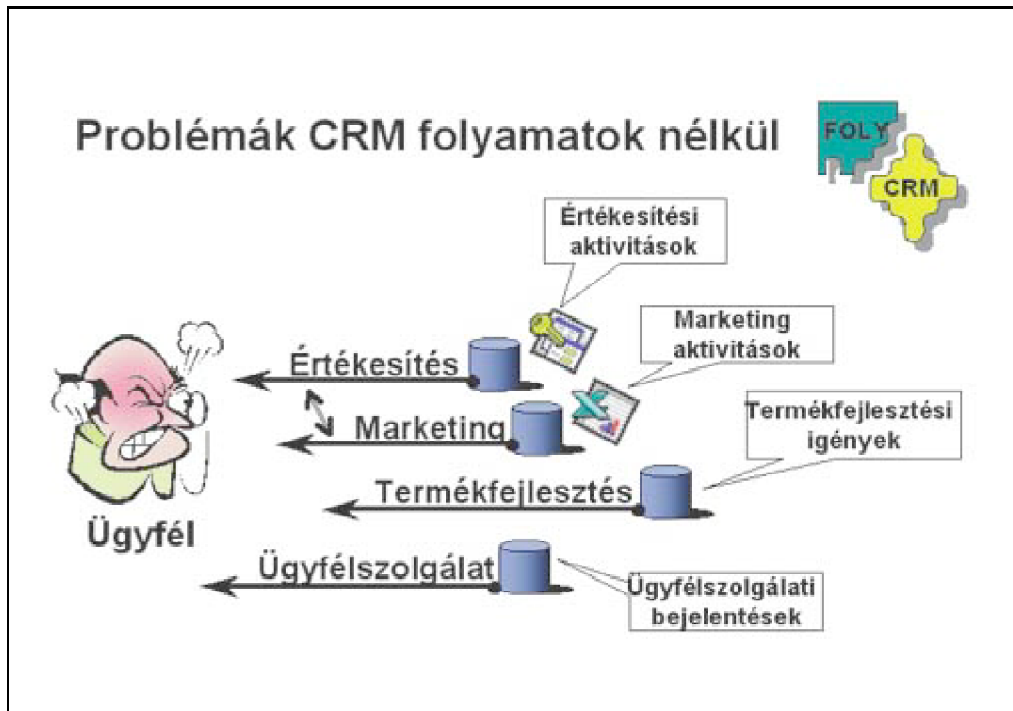 Problémák CRM folyamatok nélkül
FOLY
CRM
Értékesítési
aktivitások
Marketing
aktivitások
Értékesítés
Marketing
Termékfejlesztési
igények
Termékfejlesztés
Ügyfél
Ügyfélszolgálat
Ügyfélszolgálati
bejelentések